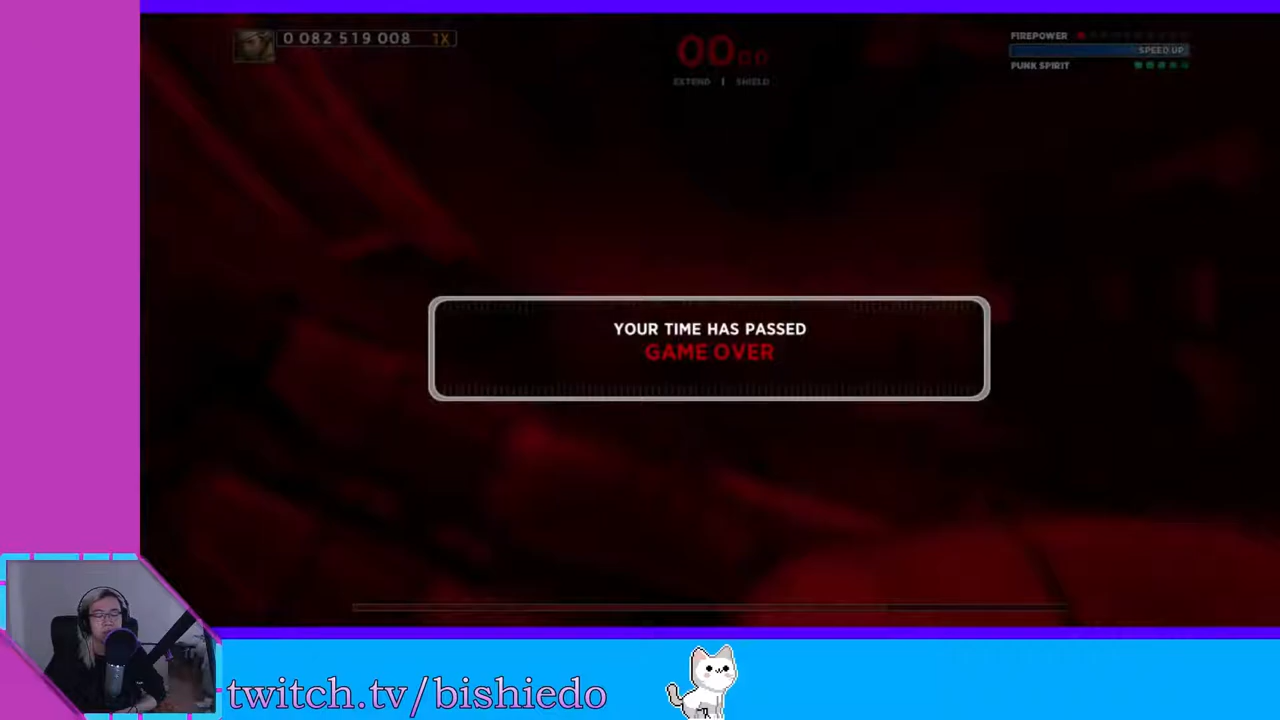 0 082 519 008 1X
00:00
EXTEND | SHIELD
FIREPOWER
SPEED UP
PUNK SPIRIT
YOUR TIME HAS PASSED
GAME OVER
twitch.tv/bishiedo